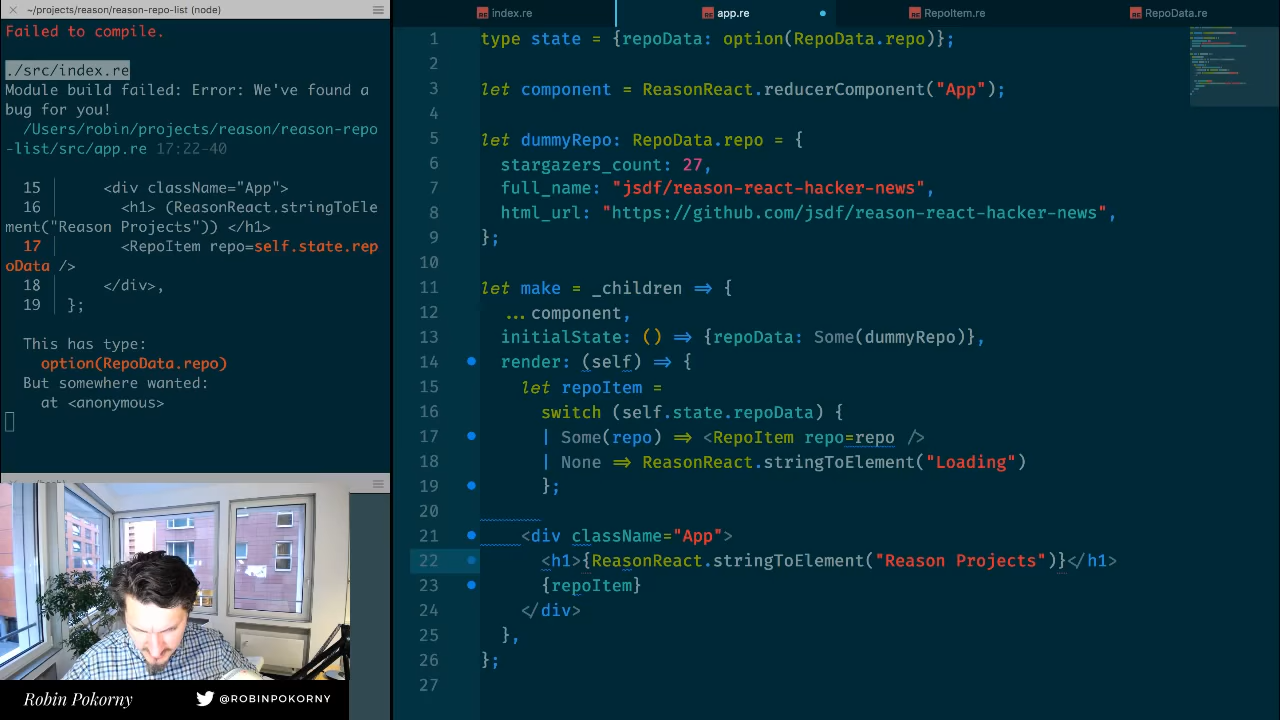 ~/projects/reason/reason-repo-list (node)
Failed to compile.
./src/index.re
Module build failed: Error: We've found a
bug for you!
/Users/robin/projects/reason/reason-repo
-list/src/app.re 17:22-40
15 <div className="App">
16 <h1> (ReasonReact.stringToEle
ment("Reason Projects")) </h1>
17 <RepoItem repo=self.state.rep
oData />
18 </div>,
19 };
This has type:
option(RepoData.repo)
But somewhere wanted:
at <anonymous>
Robin Pokorny
@ROBINPOKORNY
index.re
app.re
RepoItem.re
RepoData.re
1 type state = {repoData: option(RepoData.repo)};
2
3 let component = ReasonReact.reducerComponent("App");
4
5 let dummyRepo: RepoData.repo = {
6 stargazers_count: 27,
7 full_name: "jsdf/reason-react-hacker-news",
8 html_url: "https://github.com/jsdf/reason-react-hacker-news",
9 };
10
11 let make = _children => {
12 ...component,
13 initialState: () => {repoData: Some(dummyRepo)},
14 render: (self) => {
15 let repoItem =
16 switch (self.state.repoData) {
17 | Some(repo) => <RepoItem repo=repo />
18 | None => ReasonReact.stringToElement("Loading")
19 };
20
21 <div className="App">
22 <h1>{ReasonReact.stringToElement("Reason Projects")}</h1>
23 {repoItem}
24 </div>
25 },
26 };
27